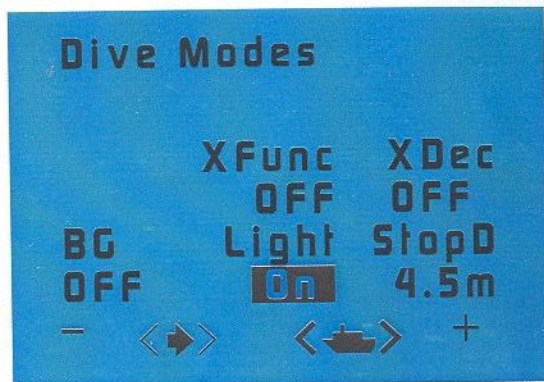 Dive Modes
XFunc XDec
OFF OFF
BG Light StopD
OFF On 4.5m
- < > < > +